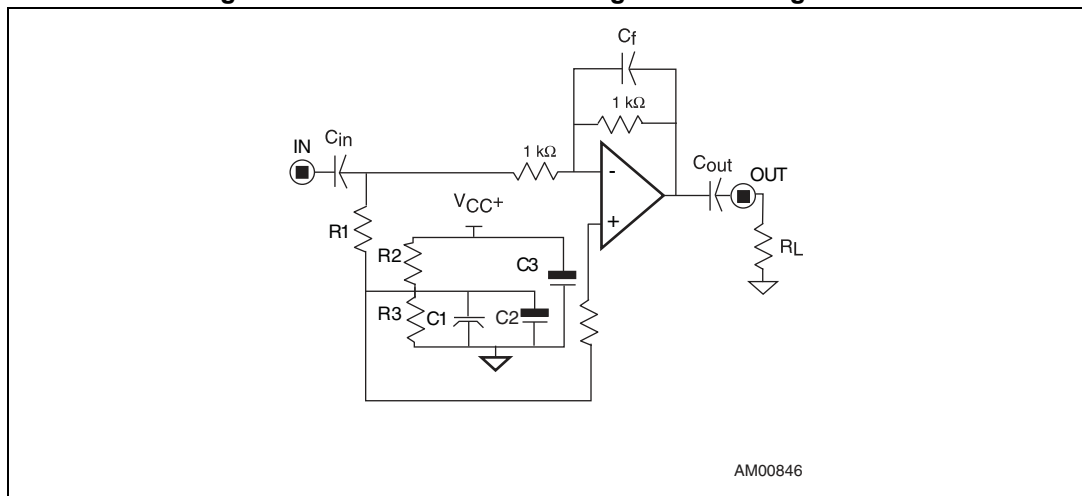 Cf
1 kΩ
Cin
IN
1 kΩ
Cout
OUT
-
VCC+
R1
+
R2
RL
C3
R3
C1
C2
AM00846